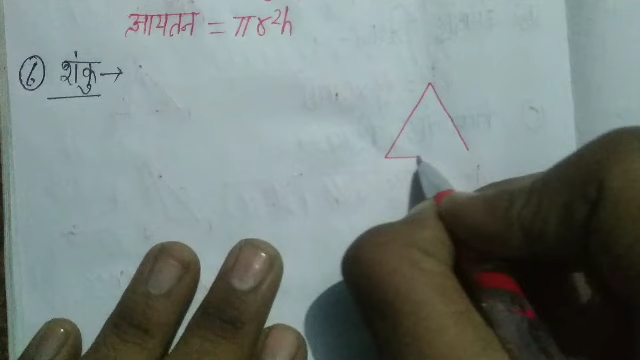 आयतन = πr²h
⑥ शंकु →